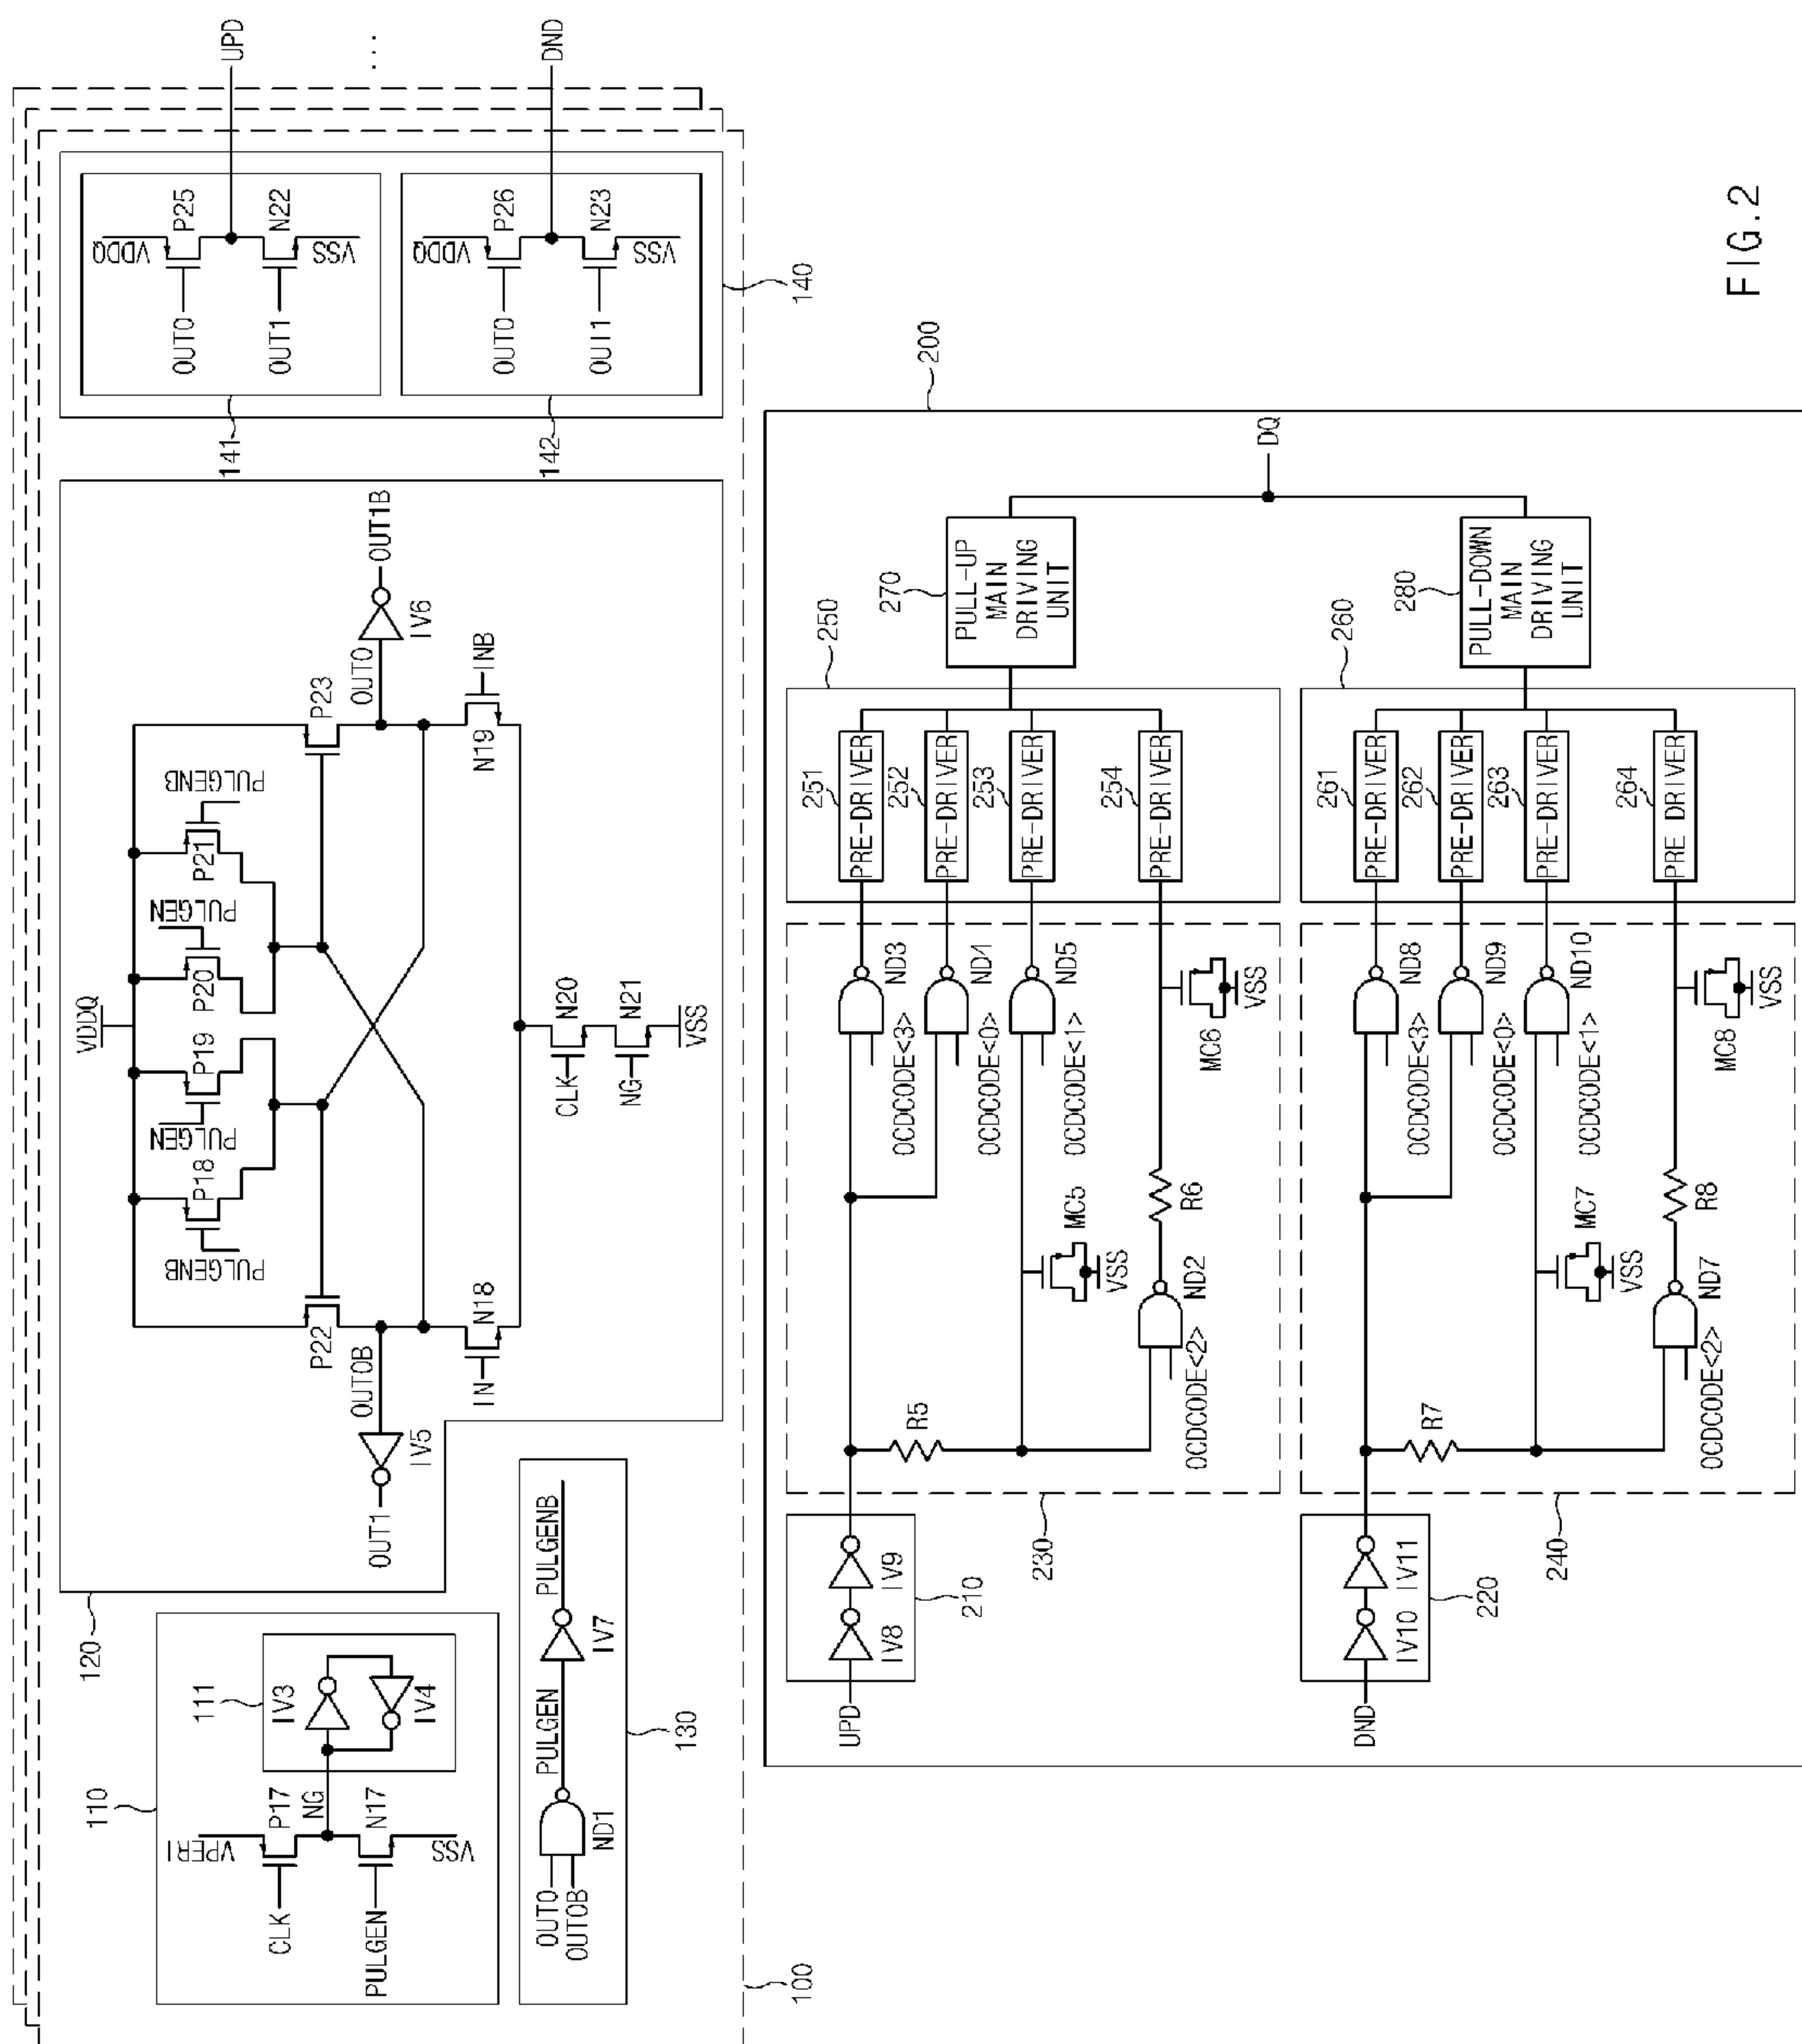 VDDQ
PULGENB
P18
PULGEN
P19
P20
PULGEN
P21
PULGENB
P22
P23
OUT0B
OUT0
IV5
OUT1
IV6
OUT1B
IN
N18
N19
INB
CLK
N20
NG
N21
VSS
120
110
VPERI
CLK
P17
NG
PULGEN
N17
VSS
111
IV3
IV4
OUT0
OUT0B
ND1
PULGEN
IV7
PULGENB
130
100
VDDQ
OUT0
P25
UPD
OUT1
N22
VSS
141
VDDQ
OUT0
P26
DND
OUT1
N23
VSS
142
140
...
200
UPD
IV8
IV9
210
R5
230
OCDCODE<3>
ND3
OCDCODE<0>
ND4
OCDCODE<1>
ND5
MC5
VSS
OCDCODE<2>
ND2
R6
MC6
VSS
250
251
PRE-DRIVER
252
PRE-DRIVER
253
PRE-DRIVER
254
PRE-DRIVER
270
PULL-UP
MAIN
DRIVING
UNIT
DQ
DND
IV10
IV11
220
R7
240
OCDCODE<3>
ND8
OCDCODE<0>
ND9
OCDCODE<1>
ND10
MC7
VSS
OCDCODE<2>
ND7
R8
MC8
VSS
260
261
PRE-DRIVER
262
PRE-DRIVER
263
PRE-DRIVER
264
PRE DRIVER
280
PULL-DOWN
MAIN
DRIVING
UNIT
FIG.2